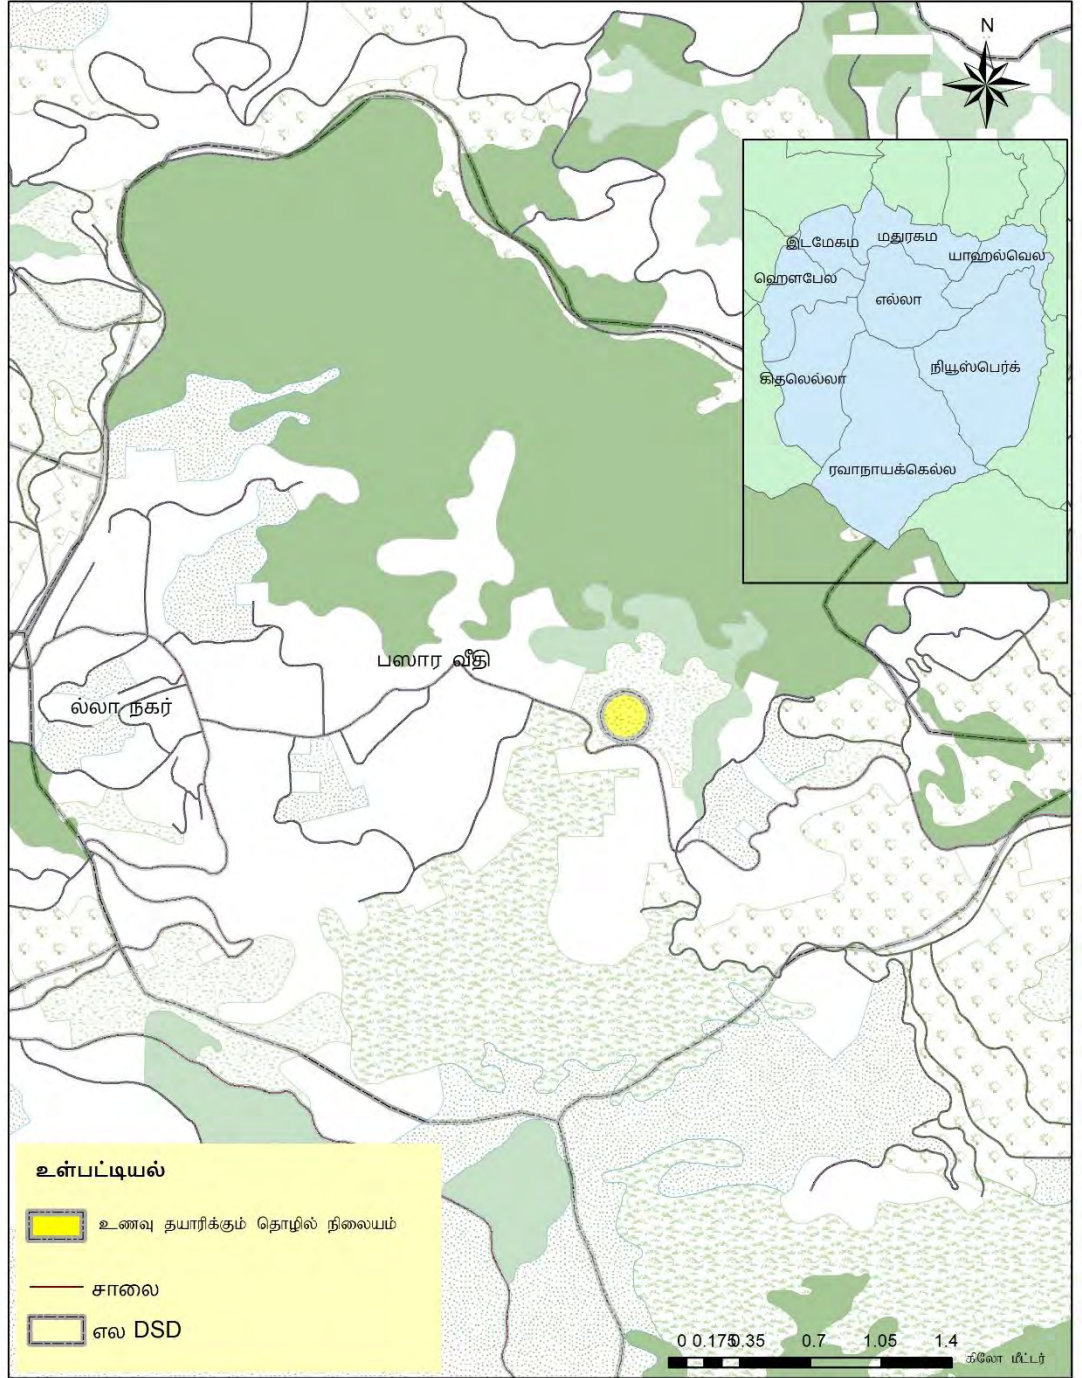 N
இடமேகம
மதுரகம
யாஹல்வெல
ஹெளபேல
எல்லா
கிதலெல்லா
நியூஸ்பெர்க்
ரவாநாயக்கெல்ல
பஸார வீதி
ல்லா நகர்
உள்பட்டியல்
உணவு தயாரிக்கும் தொழில் நிலையம்
சாலை
எல DSD
0 0.175 0.35 0.7 1.05 1.4
கிலோ மீட்டர்